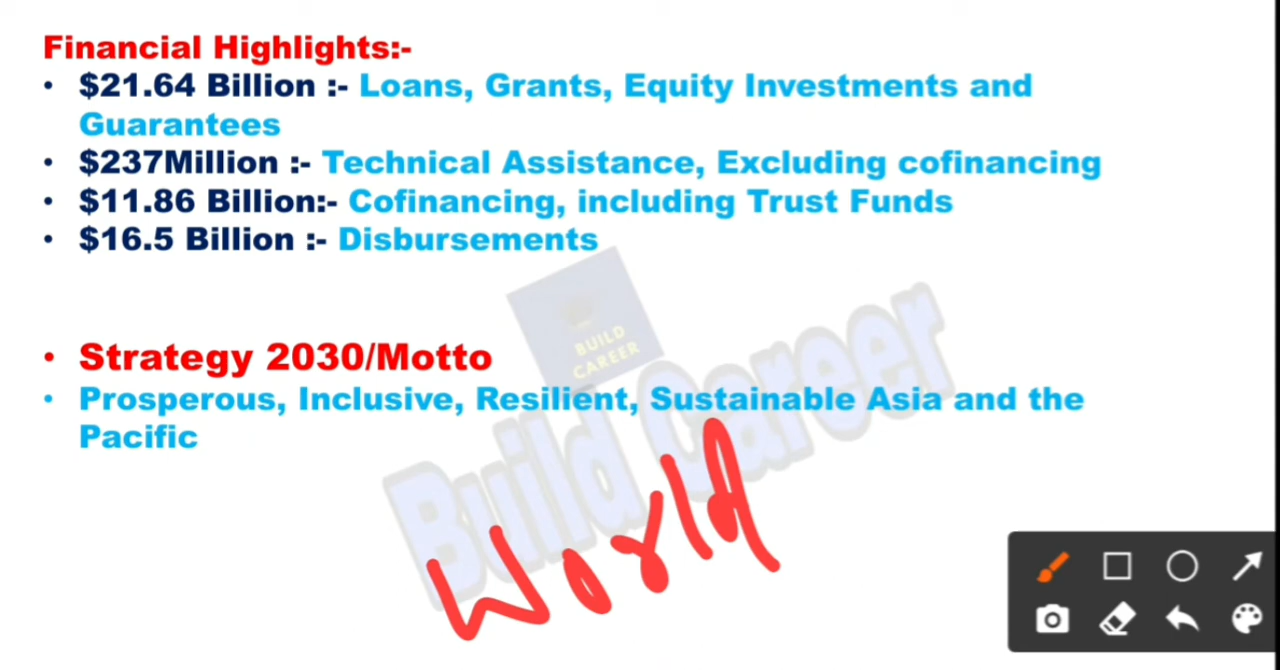 Financial Highlights:-
• $21.64 Billion :- Loans, Grants, Equity Investments and
Guarantees
• $237Million :- Technical Assistance, Excluding cofinancing
• $11.86 Billion:- Cofinancing, including Trust Funds
• $16.5 Billion :- Disbursements
BUILD
CAREER
• Strategy 2030/Motto
• Prosperous, Inclusive, Resilient, Sustainable Asia and the
Pacific
Build Career
World